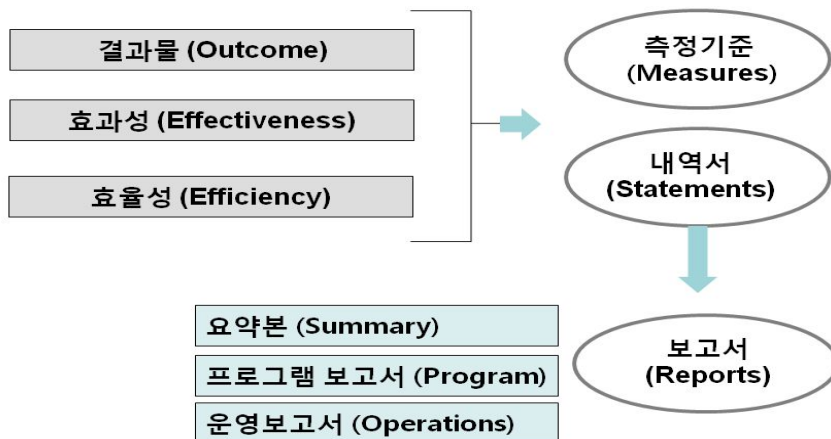 결과물 (Outcome)
효과성 (Effectiveness)
효율성 (Efficiency)
측정기준
(Measures)
내역서
(Statements)
보고서
(Reports)
요약본 (Summary)
프로그램 보고서 (Program)
운영보고서 (Operations)